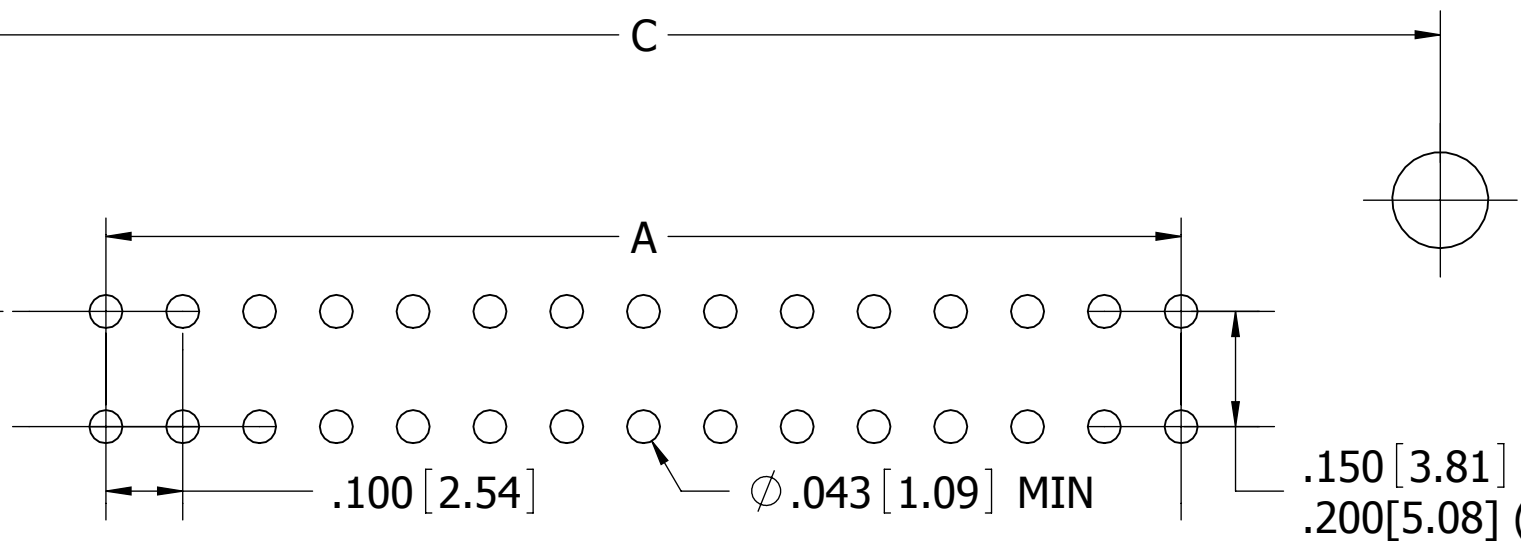 C
A
.100[2.54]
∅.043[1.09] MIN
.150[3.81]
.200[5.08] (